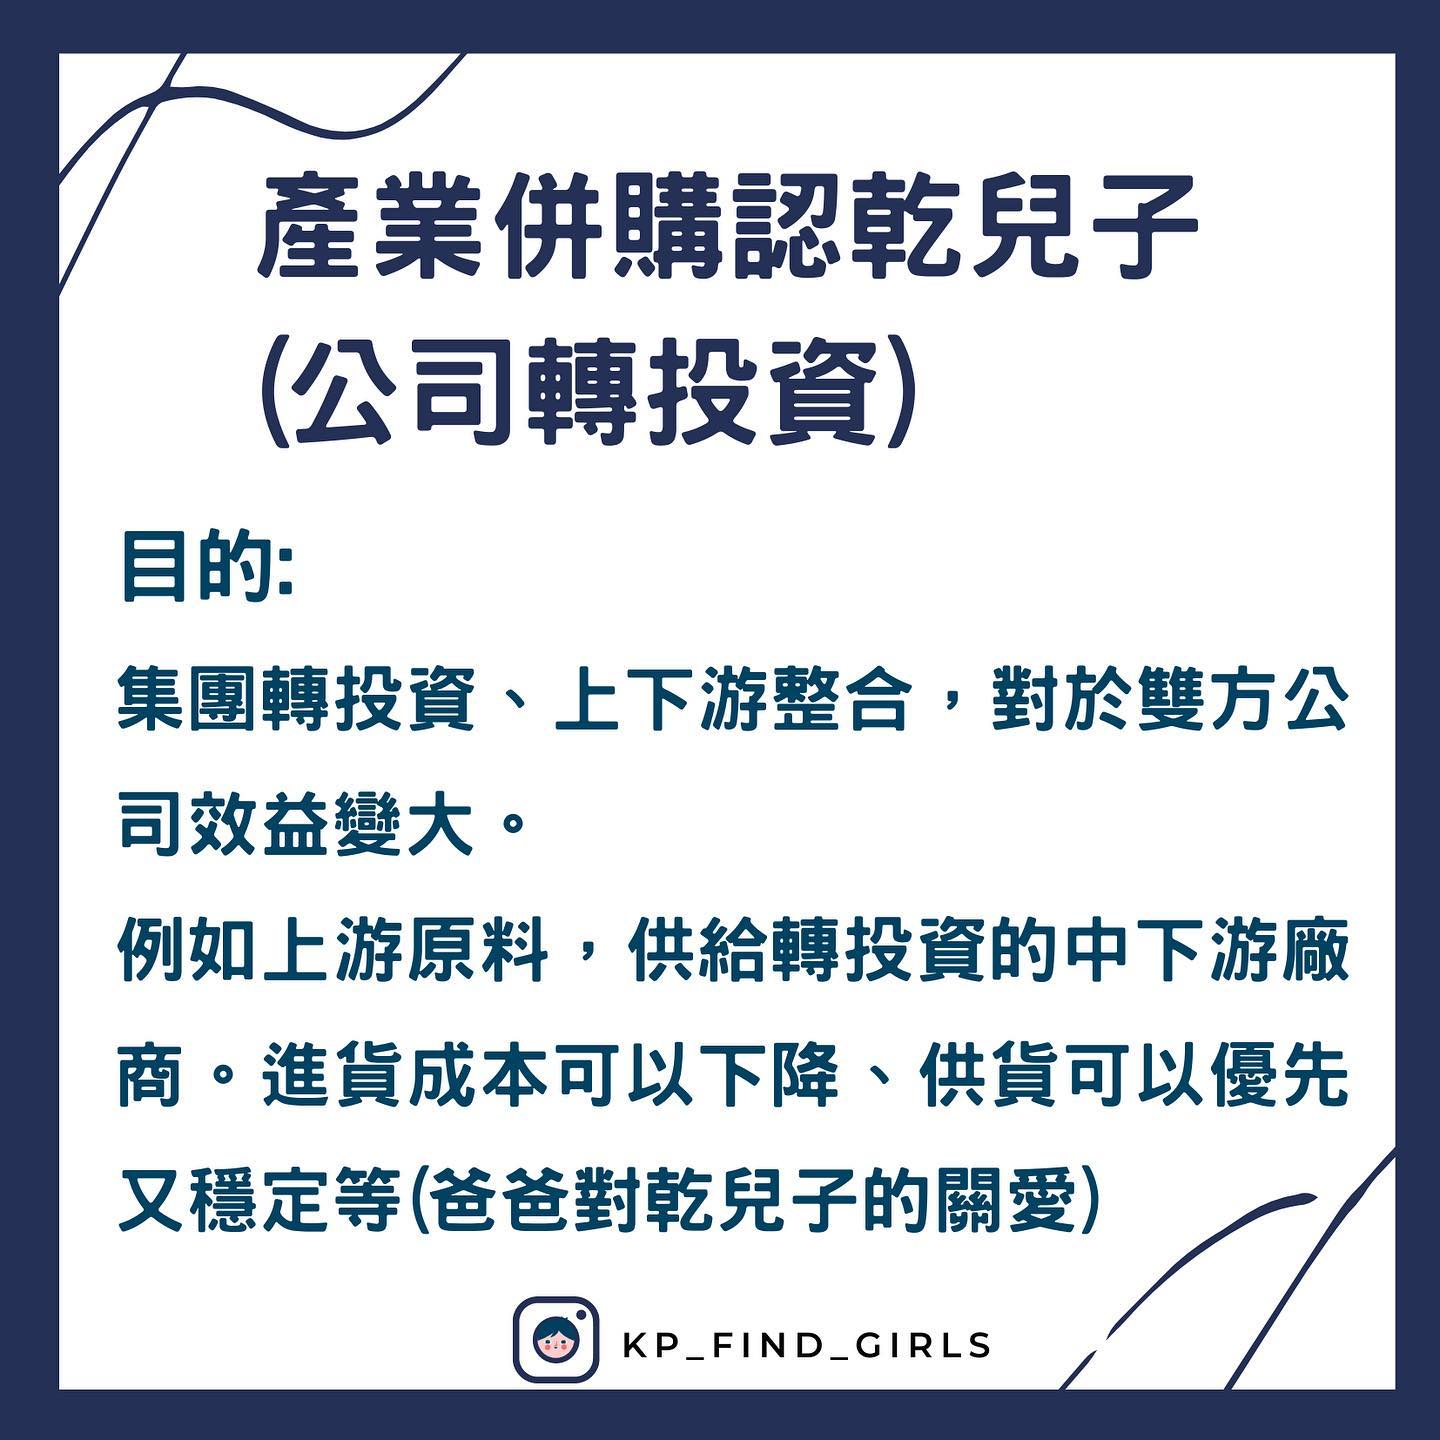 產業併購認乾兒子
(公司轉投資)
目的:
集團轉投資、上下游整合，對於雙方公
司效益變大。
例如上游原料，供給轉投資的中下游廠
商。進貨成本可以下降、供貨可以優先
又穩定等(爸爸對乾兒子的關愛)
KP_FIND_GIRLS